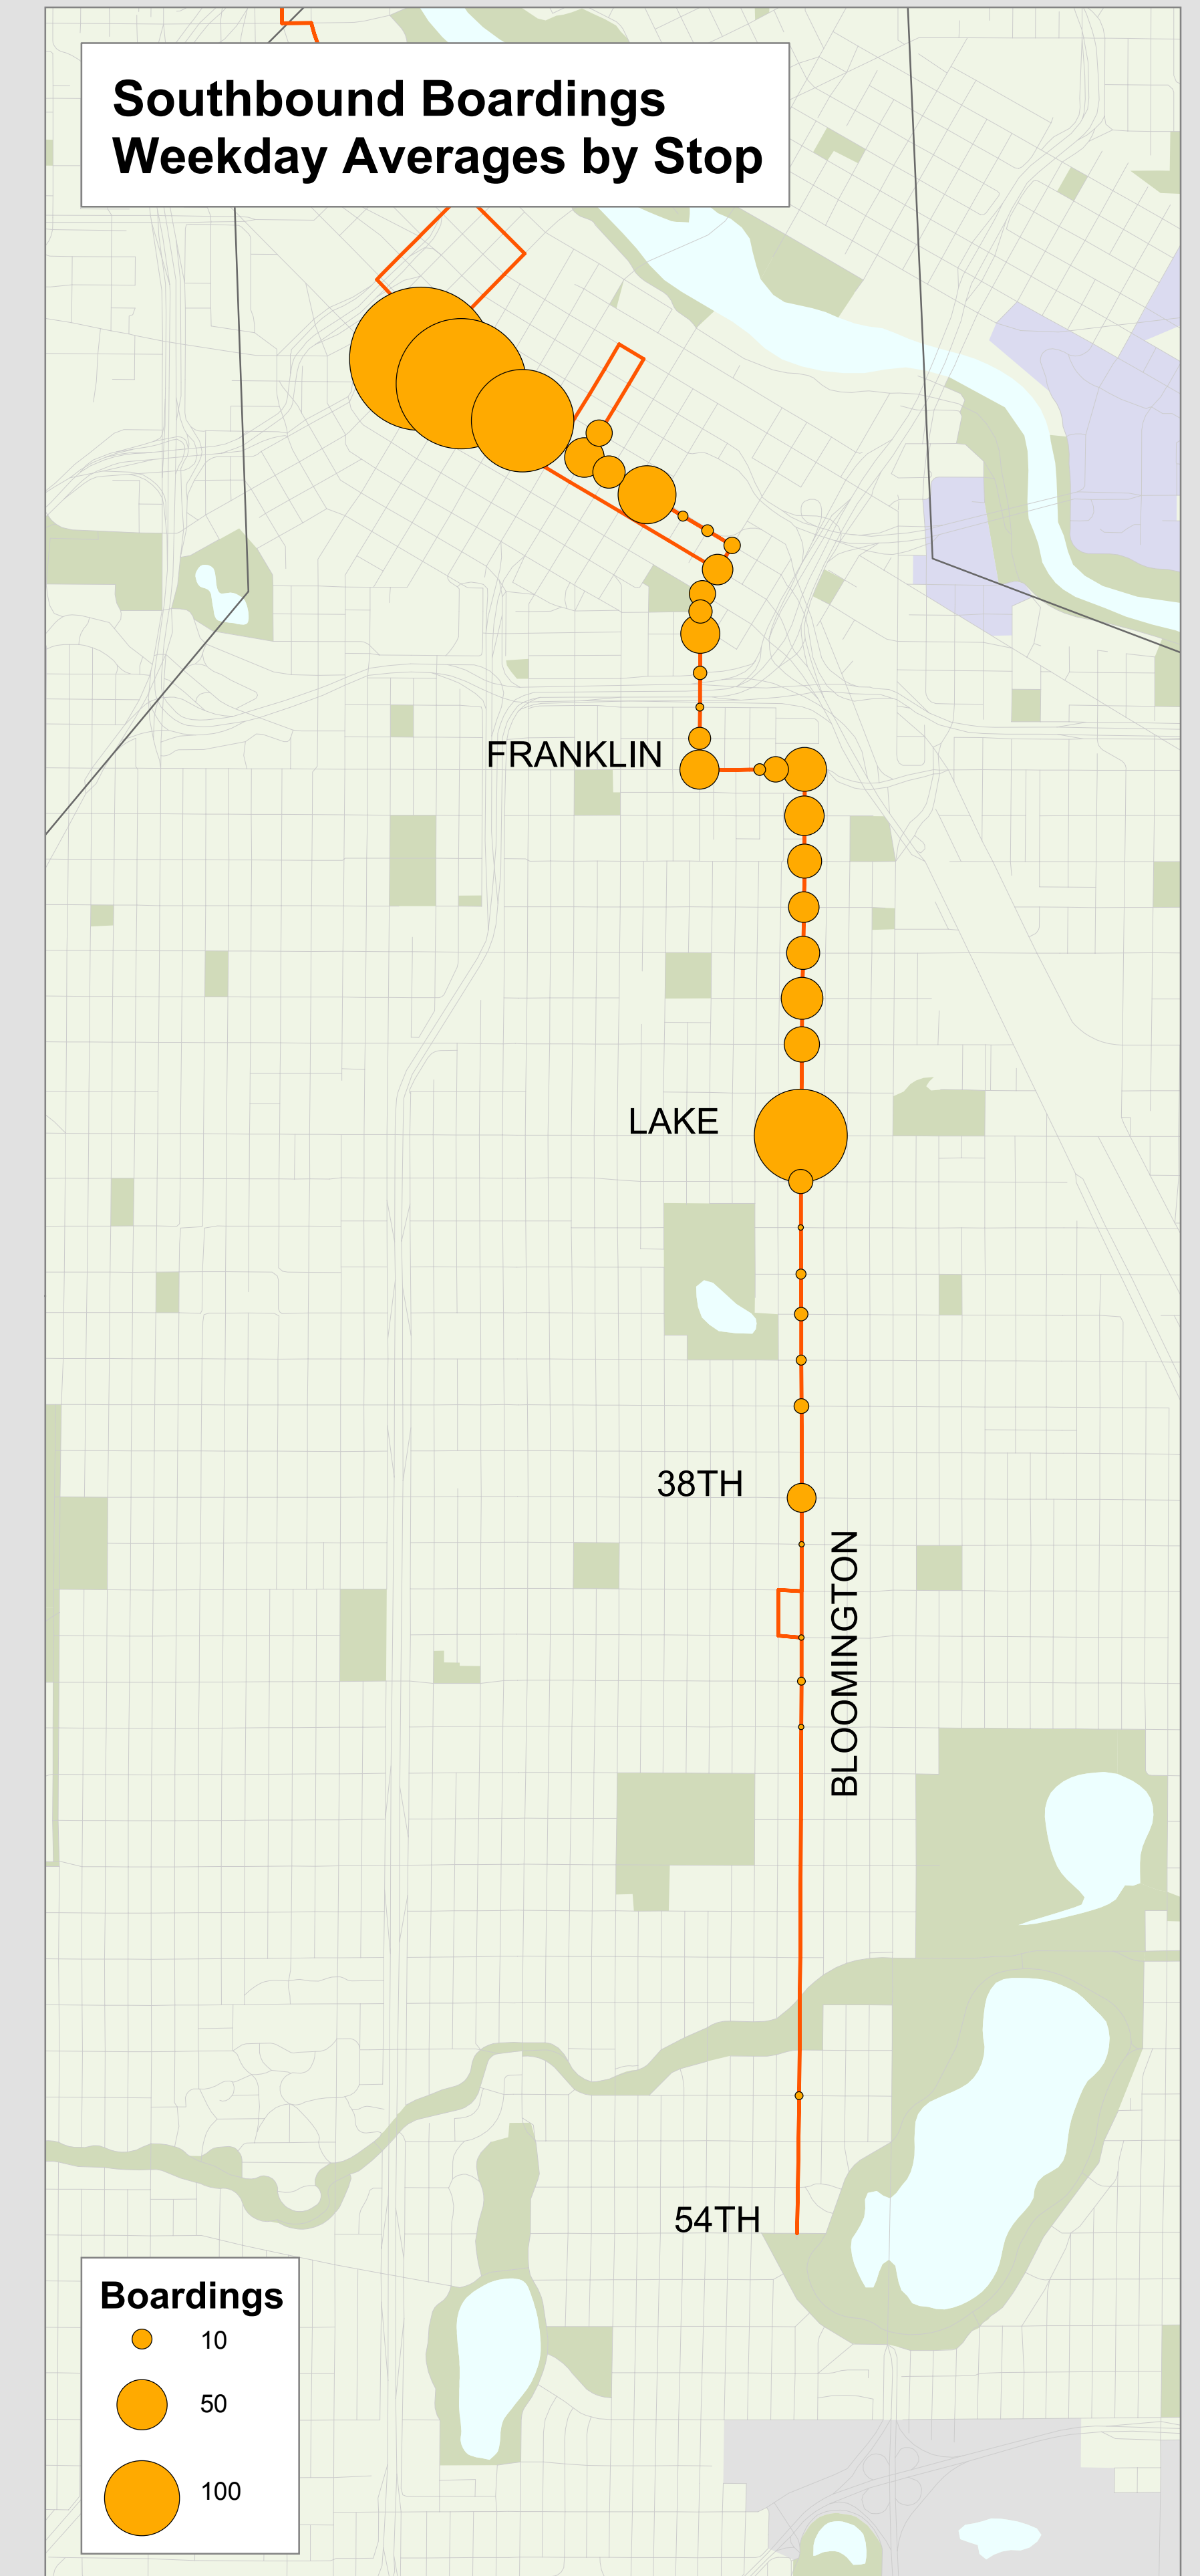 Southbound Boardings
Weekday Averages by Stop
FRANKLIN
LAKE
38TH
BLOOMINGTON
54TH
Boardings
10
50
100